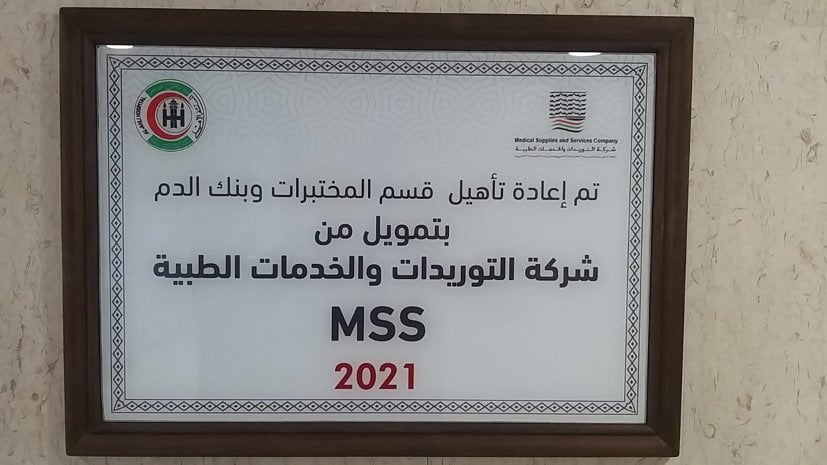 Medical Supplies and Services Company
شركة التوريدات والخدمات الطبية
تم إعادة تأهيل قسم المختبرات وبنك الدم
بتمويل من
شركة التوريدات والخدمات الطبية
MSS
2021